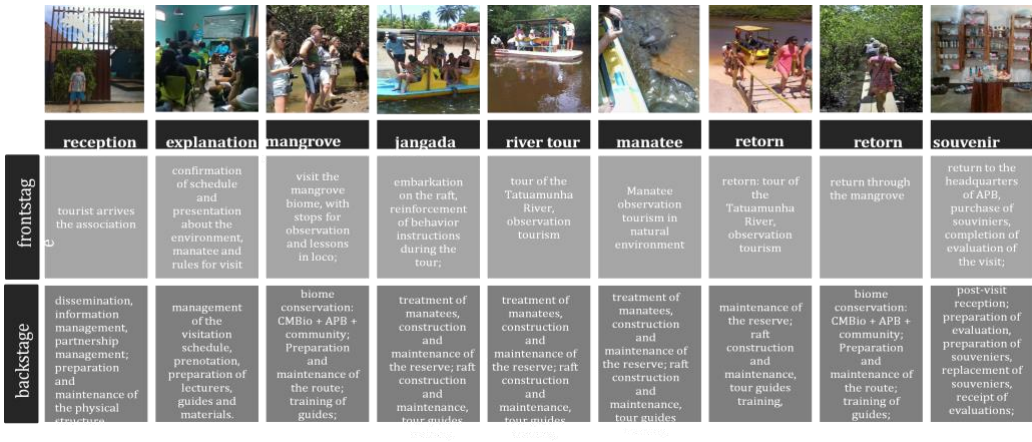 reception
explanation
mangrove
jangada
river tour
manatee
retorn
retorn
souvenir
frontstag
e
tourist arrives
the association
confirmation
of schedule
and
presentation
about the
environment,
manatee and
rules for visit
visit the
mangrove
biome, with
stops for
observation
and lessons
in loco;
embarkation
on the raft,
reinforcement
of behavior
instructions
during the
tour;
tour of the
Tatuamunha
River,
observation
tourism
Manatee
observation
tourism in
natural
environment
retorn: tour of
the
Tatuamunha
River,
observation
tourism
return through
the mangrove
return to the
headquarters
of APB,
purchase of
souviniers,
completion of
evaluation of
the visit;
backstage
dissemination,
information
management,
partnership
management;
preparation
and
maintenance of
the physical
structure
management
of the
visitation
schedule,
prenotation,
preparation of
lecturers,
guides and
materials.
biome
conservation:
CMBio + APB +
community;
Preparation
and
maintenance of
the route;
training of
guides;
treatment of
manatees,
construction
and
maintenance of
the reserve; raft
construction
and
maintenance,
tour guides
treatment of
manatees,
construction
and
maintenance of
the reserve; raft
construction
and
maintenance,
tour guides
training,
treatment of
manatees,
construction
and
maintenance of
the reserve; raft
construction
and
maintenance,
tour guides
maintenance of
the reserve;
raft
construction
and
maintenance,
tour guides
training,
biome
conservation:
CMBio + APB +
community;
Preparation
and
maintenance of
the route;
training of
guides;
post-visit
reception;
preparation of
evaluation,
preparation of
souveniers,
replacement of
souveniers,
receipt of
evaluations;